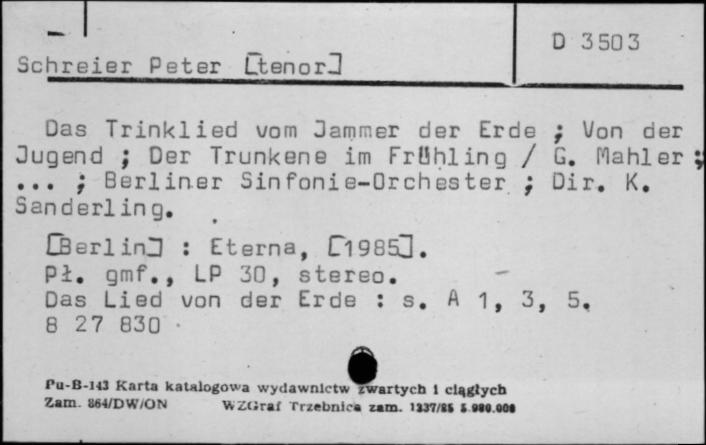 D 3503
Schreier Peter [tenor]
Das Trinklied vom Jammer der Erde ; Von der
Jugend ; Der Trunkene im Frühling / G. Mahler ;
... ; Berliner Sinfonie-Orchester ; Dir. K.
Sanderling.
[Berlin] : Eterna, [1985].
Pł. gmf., LP 30, stereo.
Das Lied von der Erde : s. A 1, 3, 5.
8 27 830
Pu-B-143 Karta katalogowa wydawnictw zwartych i ciągłych
Zam. 864/DW/ON WZGraf Trzebnica zam. 1337/85 5.980.000